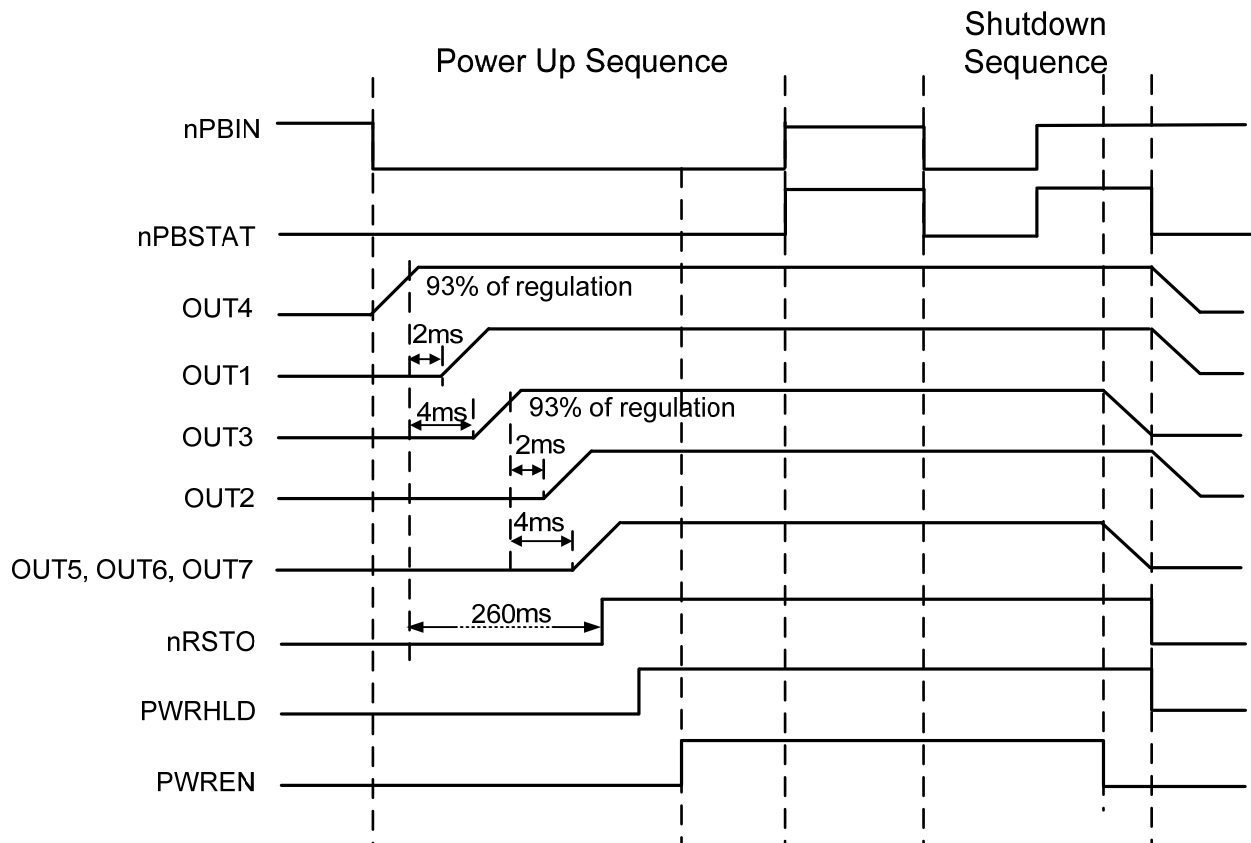 Power Up Sequence
Shutdown
Sequence
nPBIN
nPBSTAT
93% of regulation
OUT4
2ms
OUT1
4ms
93% of regulation
OUT3
2ms
OUT2
4ms
OUT5, OUT6, OUT7
260ms
nRSTO
PWRHLD
PWREN